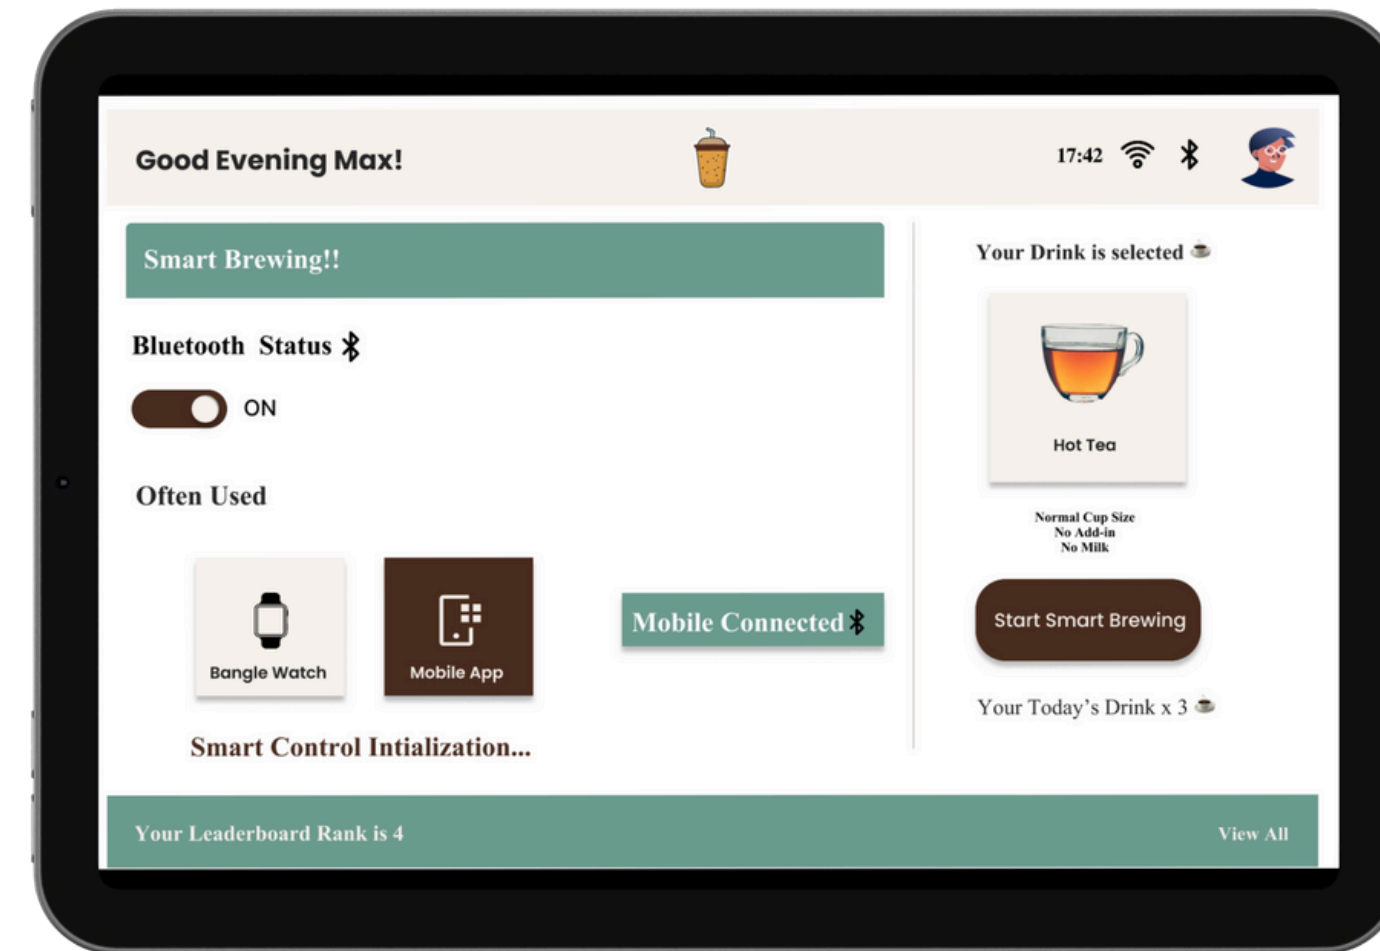 Good Evening Max!
17:42
Smart Brewing!!
Bluetooth Status
ON
Often Used
Bangle Watch
Mobile App
Mobile Connected
Smart Control Intialization...
Your Drink is selected
Hot Tea
Normal Cup Size
No Add-in
No Milk
Start Smart Brewing
Your Today's Drink x 3
Your Leaderboard Rank is 4
View All